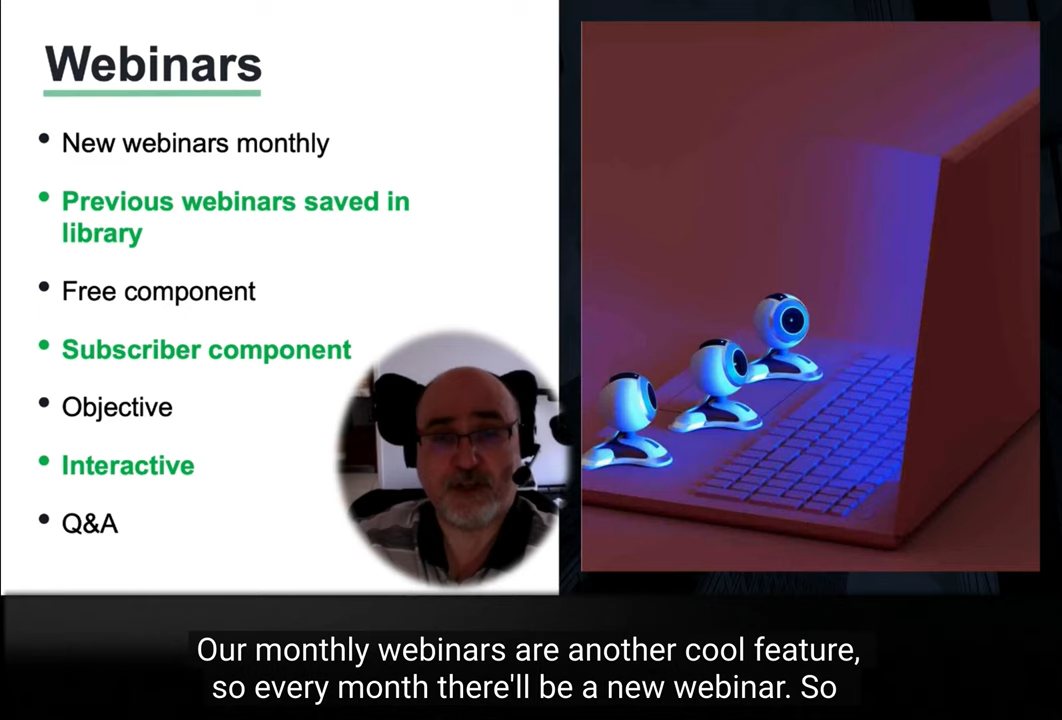 Webinars
New webinars monthly
Previous webinars saved in
library
Free component
Subscriber component
Objective
Interactive
Q&A
Our monthly webinars are another cool feature,
so every month there'll be a new webinar. So